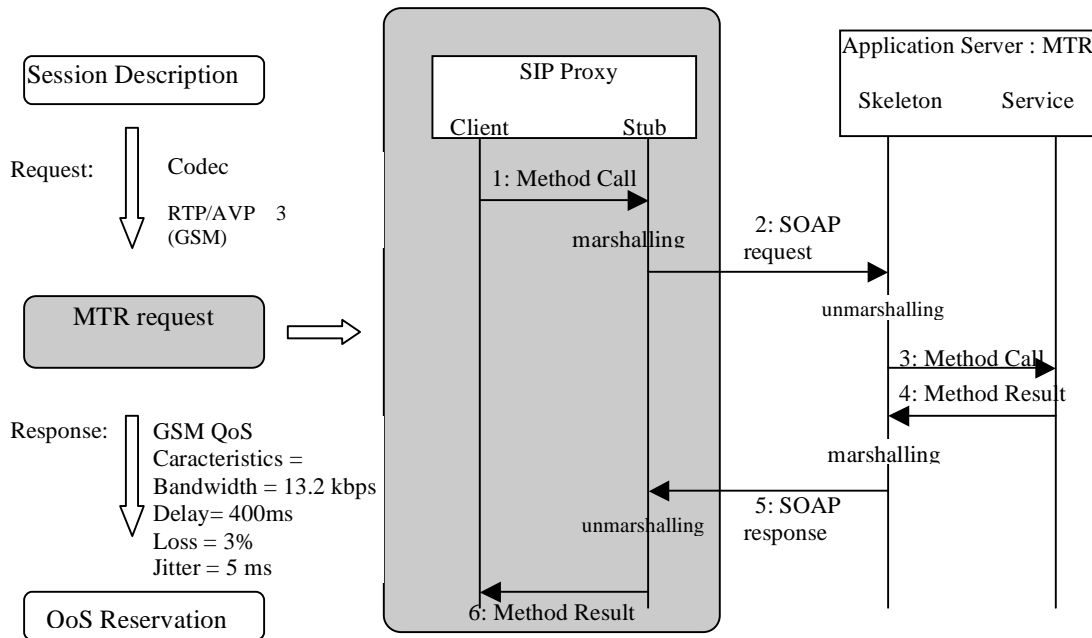 Session Description
Request:
Codec
RTP/AVP 3
(GSM)
MTR request
Response:
GSM QoS
Caracteristics =
Bandwidth = 13.2 kbps
Delay= 400ms
Loss = 3%
Jitter = 5 ms
OoS Reservation
SIP Proxy
Client
Stub
1: Method Call
marshalling
2: SOAP
request
Application Server : MTR
Skeleton
Service
unmarshalling
3: Method Call
4: Method Result
marshalling
5: SOAP
response
unmarshalling
6: Method Result